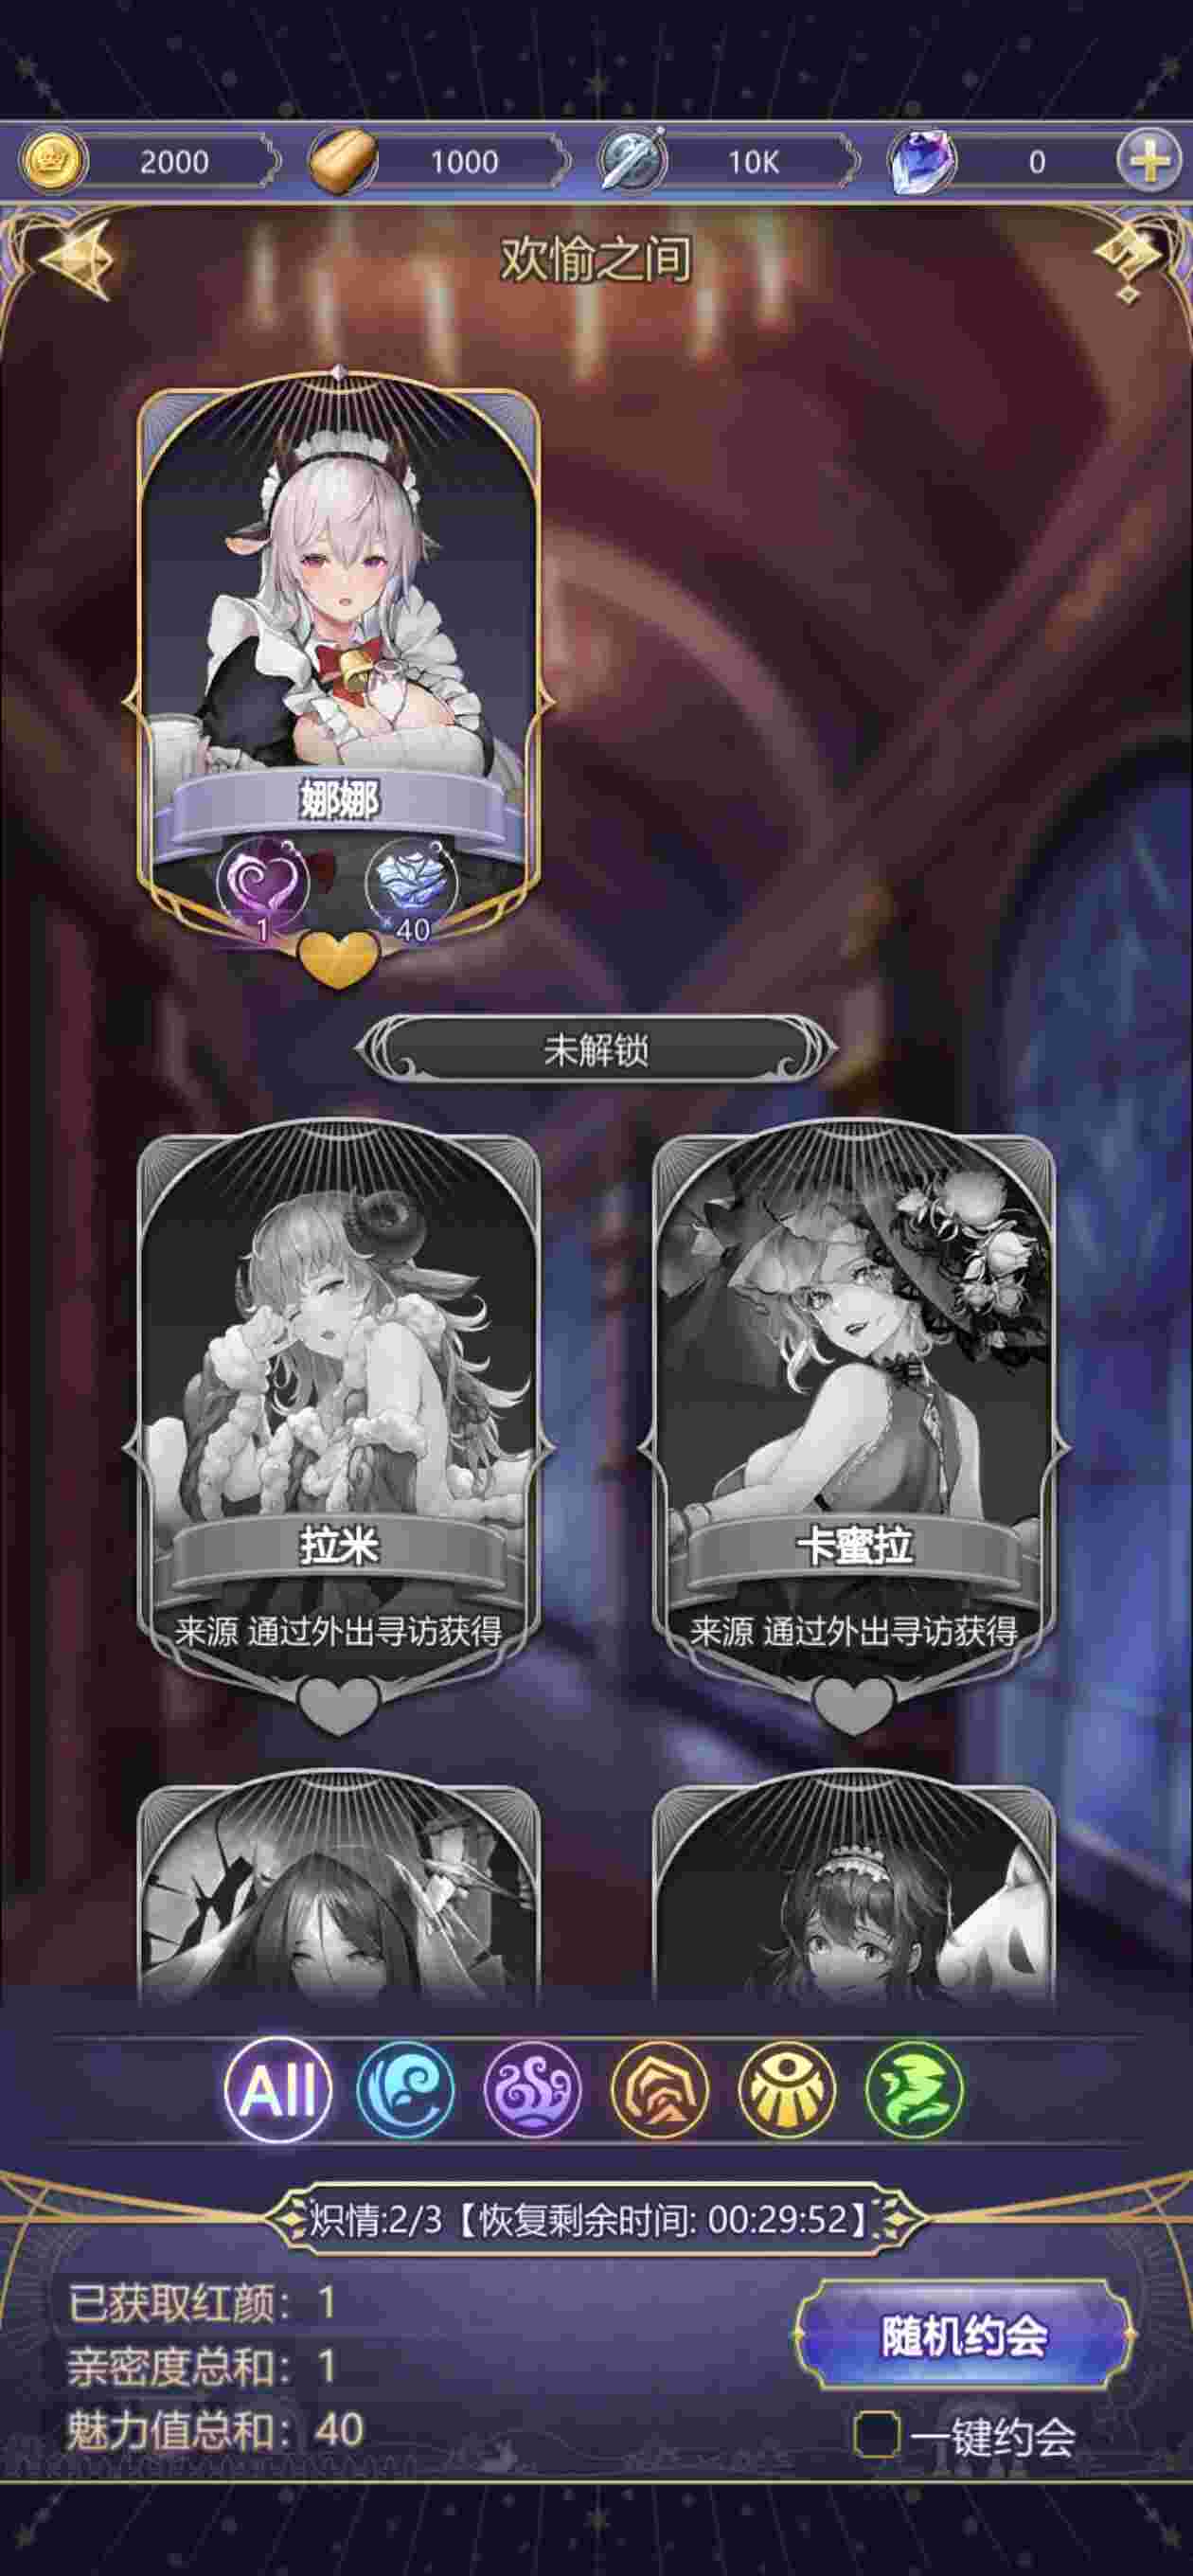 2000
1000
10K
0
欢愉之间
娜娜
1
40
未解锁
拉米
来源 通过外出寻访获得
卡蜜拉
来源 通过外出寻访获得
All
炽情:2/3【恢复剩余时间: 00:29:52】
已获取红颜: 1
亲密度总和: 1
魅力值总和: 40
随机约会
一键约会